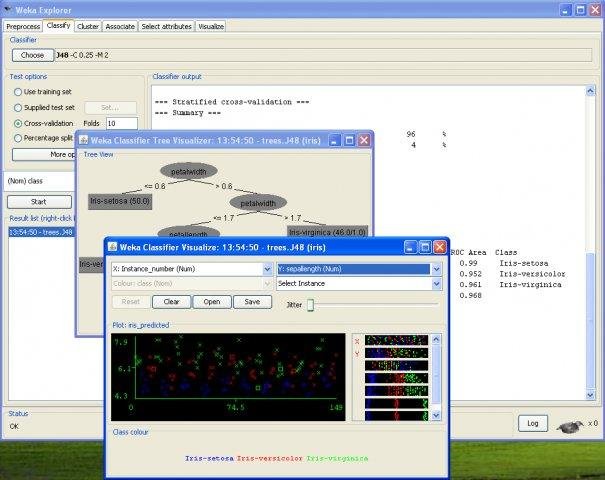 Weka Explorer
Preprocess Classify Cluster Associate Select attributes Visualize
Classifier
Choose J48 -C 0.25 -M 2
Test options
Use training set
Supplied test set Set...
Cross-validation Folds 10
Percentage split
More op
(Nom) class
Start
Result list (right-click
13:54:50 - trees.J48
Classifier output
=== Stratified cross-validation ===
=== Summary ===
96 %
4 %
ROC Area Class
0.99 Iris-setosa
0.952 Iris-versicolor
0.961 Iris-virginica
0.968
Weka Classifier Tree Visualizer: 13:54:50 - trees.J48 (iris)
Tree View
petalwidth
<= 0.6 > 0.6
Iris-setosa (50.0) petalwidth
<= 1.7 > 1.7
petallength Iris-virginica (46.0/1.0)
Iris-ver
Weka Classifier Visualize: 13:54:50 - trees.J48 (iris)
X: Instance_number (Num) Y: sepallength (Num)
Colour: class (Nom) Select Instance
Reset Clear Open Save Jitter
Plot: iris_predicted
7.9
6.1
4.3
0 74.5 149
X
Y
Class colour
Iris-setosa Iris-versicolor Iris-virginica
Status
OK
Log x 0